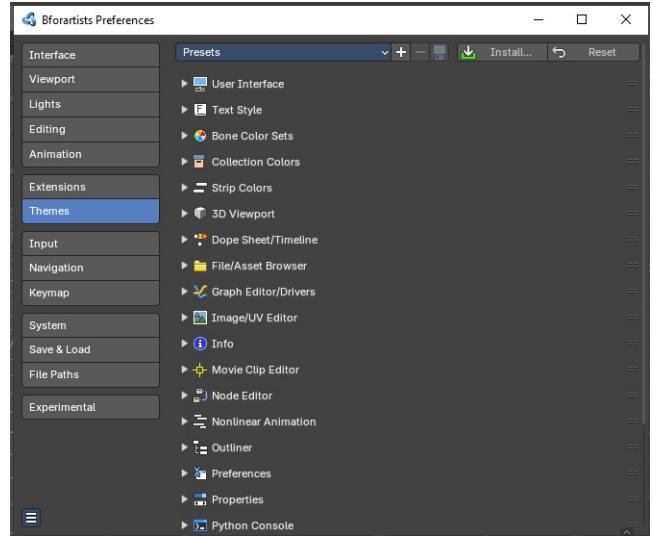 Bforartists Preferences
Interface
Viewport
Lights
Editing
Animation
Extensions
Themes
Input
Navigation
Keymap
System
Save & Load
File Paths
Experimental
Presets
Install...
Reset
User Interface
Text Style
Bone Color Sets
Collection Colors
Strip Colors
3D Viewport
Dope Sheet/Timeline
File/Asset Browser
Graph Editor/Drivers
Image/UV Editor
Info
Movie Clip Editor
Node Editor
Nonlinear Animation
Outliner
Preferences
Properties
Python Console